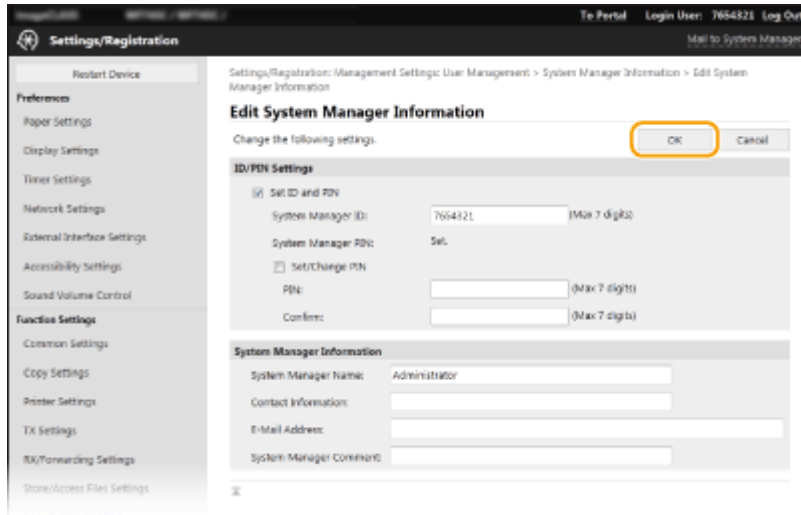 To Portal Login User: 7654321 Log Out
Settings/Registration
Mail to System Manager
Restart Device
Preferences
Paper Settings
Display Settings
Timer Settings
Network Settings
External Interface Settings
Accessibility Settings
Sound Volume Control
Function Settings
Common Settings
Copy Settings
Printer Settings
TX Settings
RX/Forwarding Settings
Store/Access Files Settings
Settings/Registration: Management Settings: User Management > System Manager Information > Edit System
Manager Information
Edit System Manager Information
Change the following settings.
OK
Cancel
ID/PIN Settings
Set ID and PIN
System Manager ID: 7654321 (Max 7 digits)
System Manager PIN: Set.
Set/Change PIN
PIN: (Max 7 digits)
Confirm: (Max 7 digits)
System Manager Information
System Manager Name: Administrator
Contact Information:
E-Mail Address:
System Manager Comment: